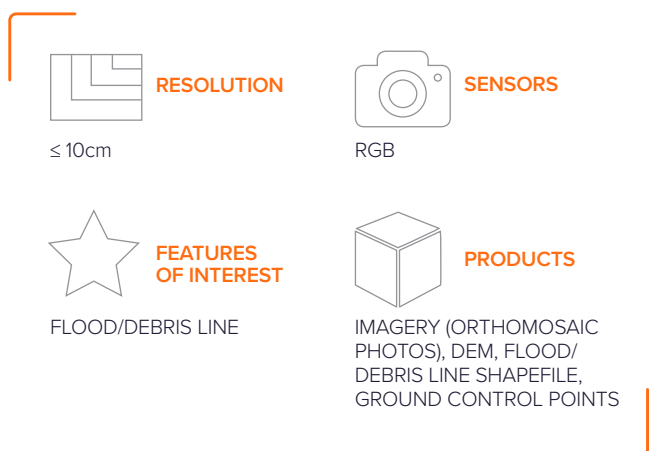 RESOLUTION
≤ 10cm
SENSORS
RGB
FEATURES
OF INTEREST
FLOOD/DEBRIS LINE
PRODUCTS
IMAGERY (ORTHOMOSAIC
PHOTOS), DEM, FLOOD/
DEBRIS LINE SHAPEFILE,
GROUND CONTROL POINTS